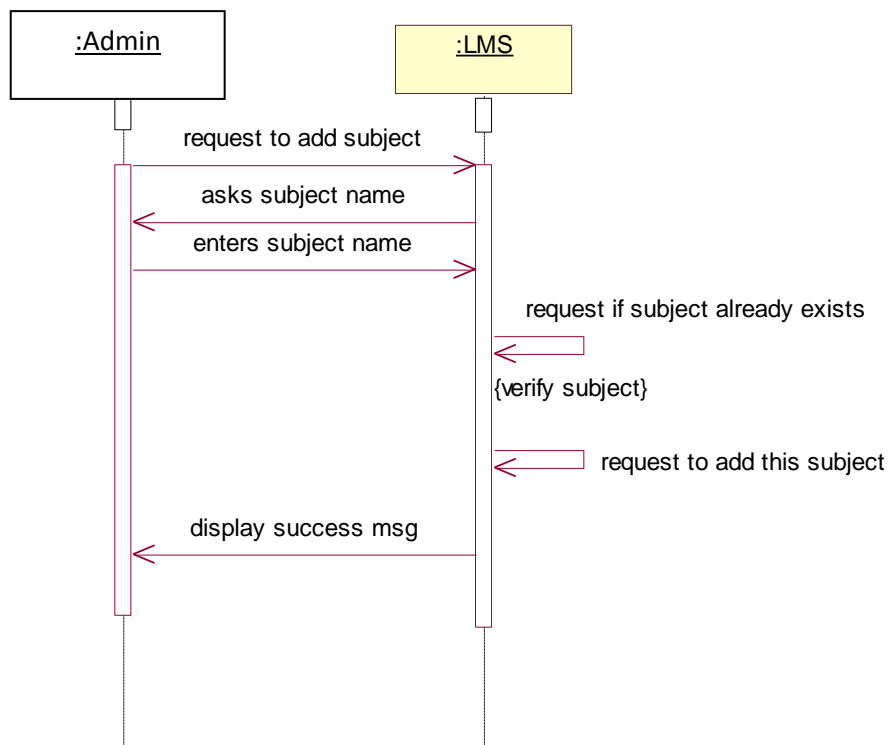 :Admin
:LMS
request to add subject
asks subject name
enters subject name
request if subject already exists
{verify subject}
request to add this subject
display success msg